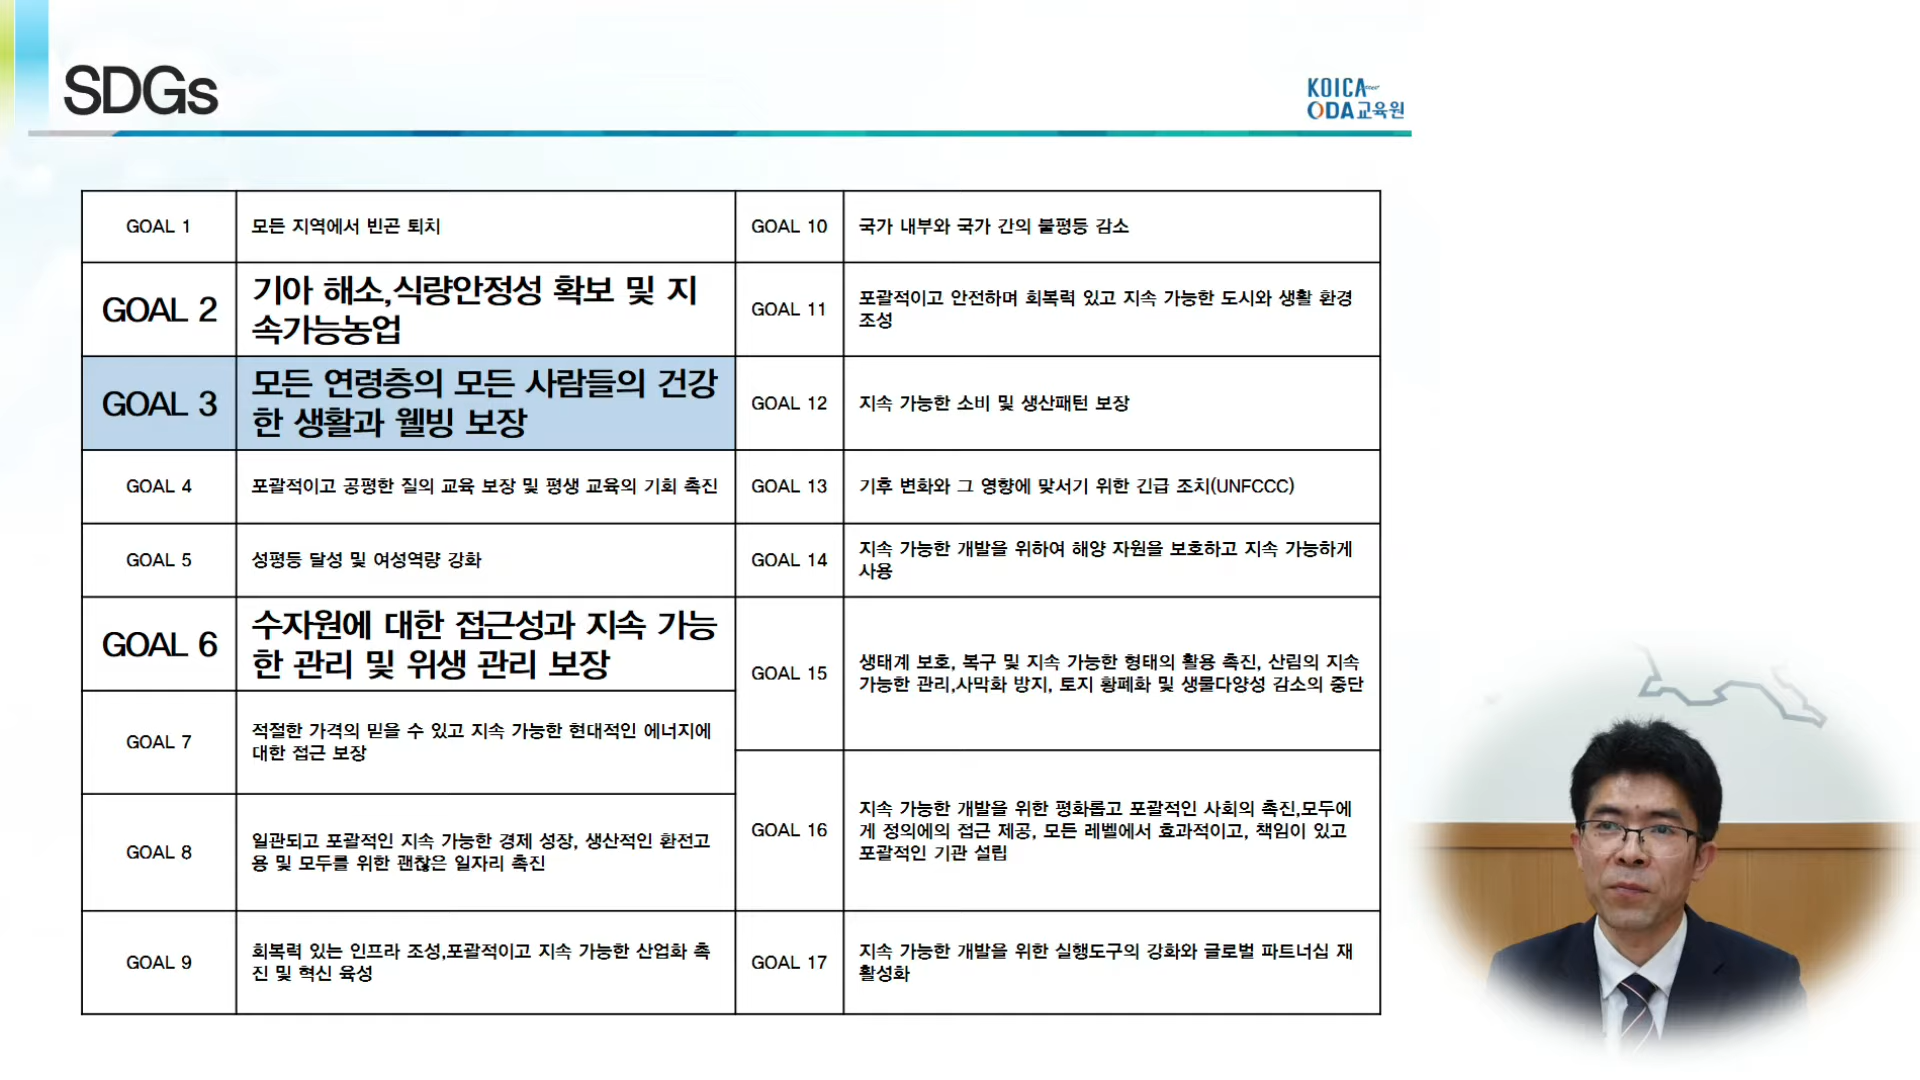 SDGs
KOICA
ODA교육원
GOAL 1
모든 지역에서 빈곤 퇴치
GOAL 2
기아 해소,식량안정성 확보 및 지
속가능농업
GOAL 3
모든 연령층의 모든 사람들의 건강
한 생활과 웰빙 보장
GOAL 4
포괄적이고 공평한 질의 교육 보장 및 평생 교육의 기회 촉진
GOAL 5
성평등 달성 및 여성역량 강화
GOAL 6
수자원에 대한 접근성과 지속 가능
한 관리 및 위생 관리 보장
GOAL 7
적절한 가격의 믿을 수 있고 지속 가능한 현대적인 에너지에
대한 접근 보장
GOAL 8
일관되고 포괄적인 지속 가능한 경제 성장, 생산적인 환전고
용 및 모두를 위한 괜찮은 일자리 촉진
GOAL 9
회복력 있는 인프라 조성,포괄적이고 지속 가능한 산업화 촉
진 및 혁신 육성
GOAL 10
국가 내부와 국가 간의 불평등 감소
GOAL 11
포괄적이고 안전하며 회복력 있고 지속 가능한 도시와 생활 환경
조성
GOAL 12
지속 가능한 소비 및 생산패턴 보장
GOAL 13
기후 변화와 그 영향에 맞서기 위한 긴급 조치(UNFCCC)
GOAL 14
지속 가능한 개발을 위하여 해양 자원을 보호하고 지속 가능하게
사용
GOAL 15
생태계 보호, 복구 및 지속 가능한 형태의 활용 촉진, 산림의 지속
가능한 관리,사막화 방지, 토지 황폐화 및 생물다양성 감소의 중단
GOAL 16
지속 가능한 개발을 위한 평화롭고 포괄적인 사회의 촉진,모두에
게 정의에의 접근 제공, 모든 레벨에서 효과적이고, 책임이 있고
포괄적인 기관 설립
GOAL 17
지속 가능한 개발을 위한 실행도구의 강화와 글로벌 파트너십 재
활성화